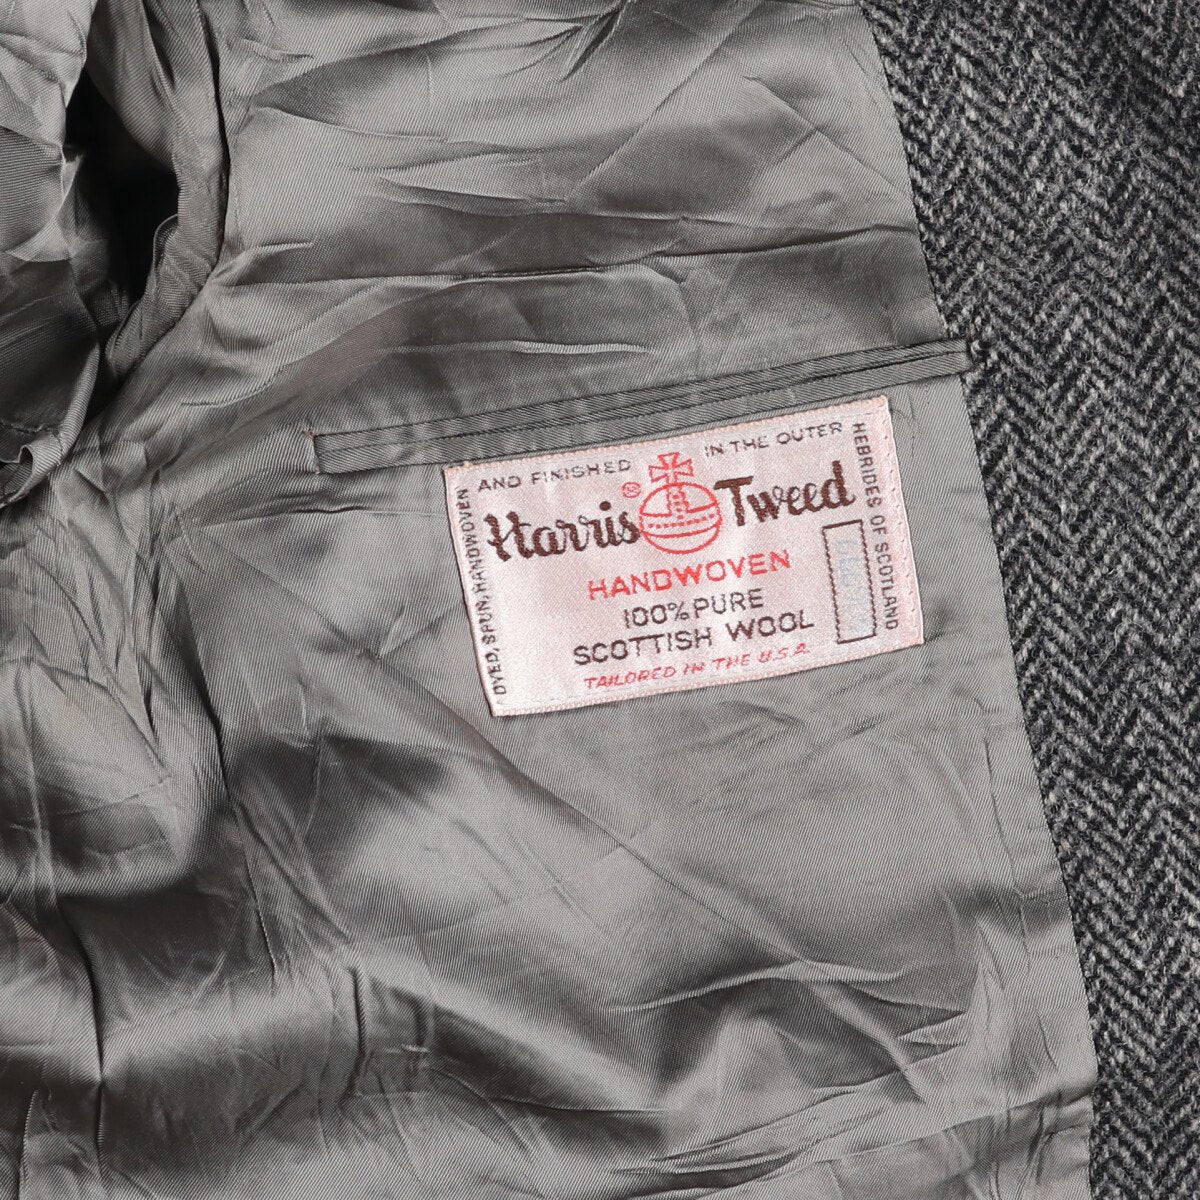 DYED, SPUN, HANDWOVEN
AND FINISHED
IN THE OUTER
HEBRIDES OF SCOTLAND
Harris ® Tweed
HANDWOVEN
100% PURE
SCOTTISH WOOL
TAILORED IN THE U.S.A.